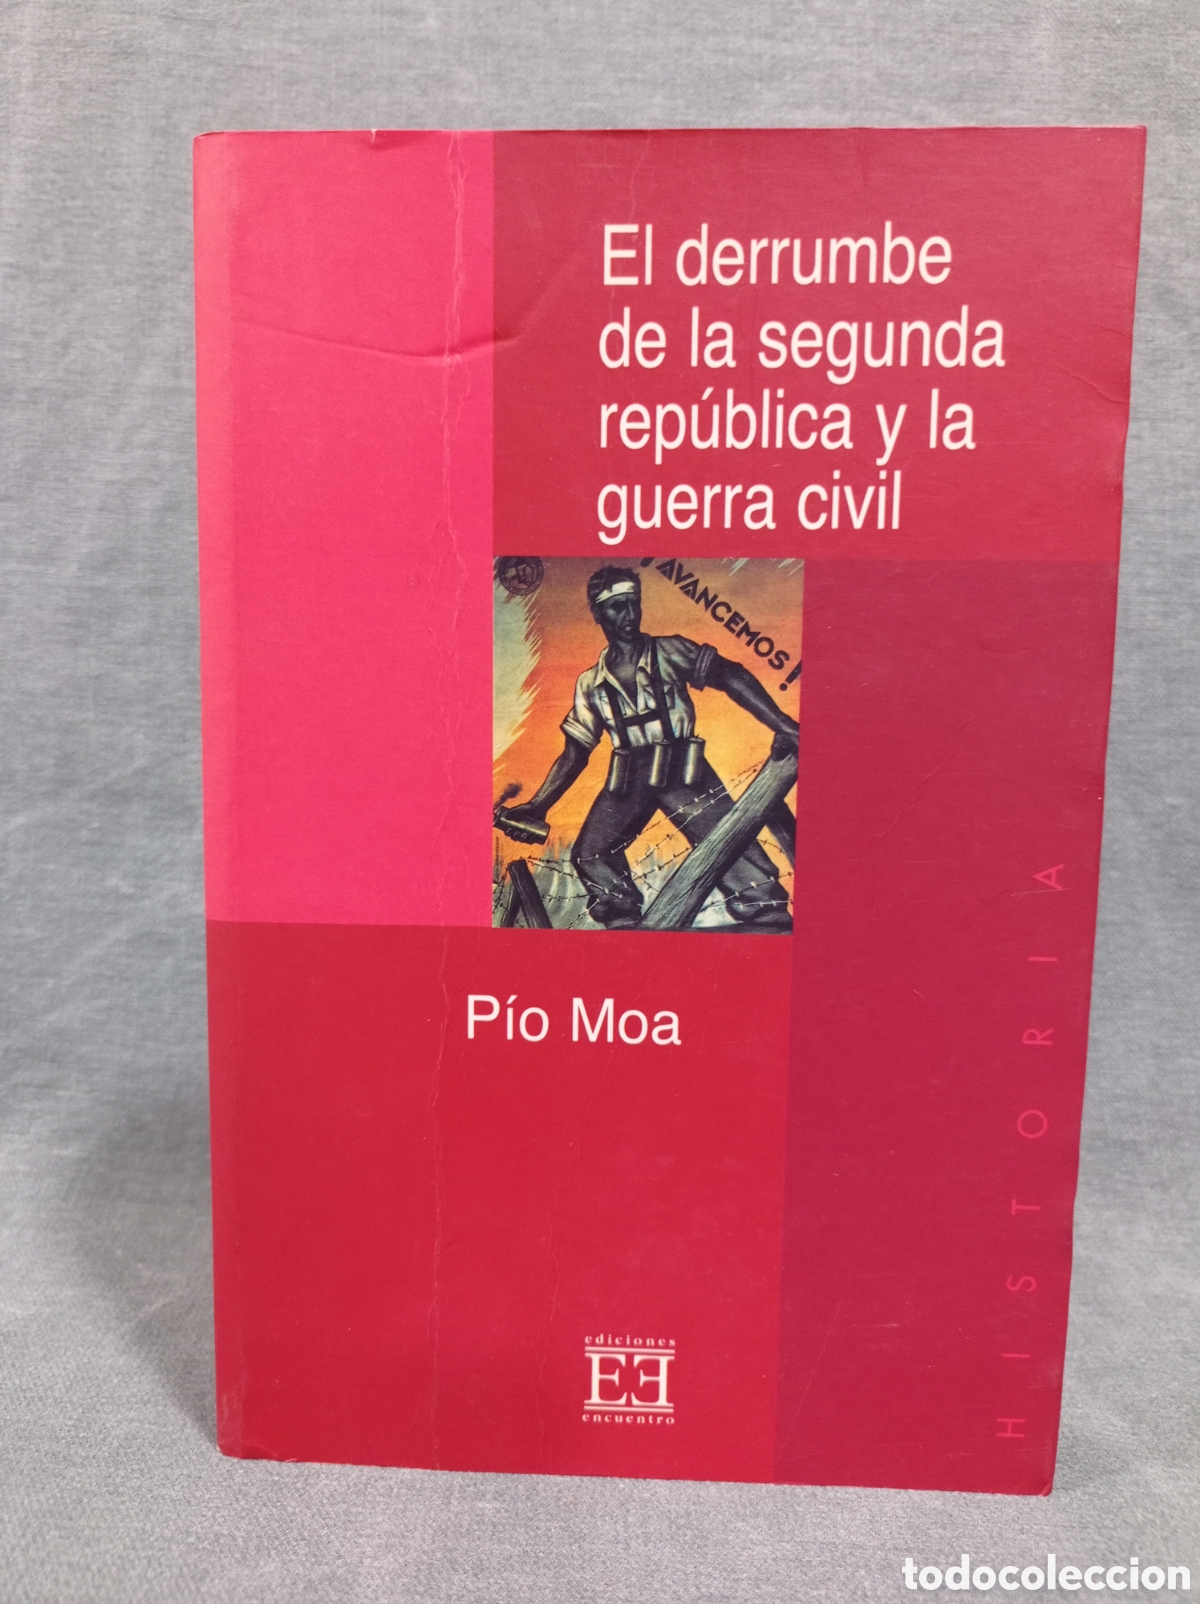 El derrumbe
de la segunda
república y la
guerra civil
¡AVANCEMOS!
Pío Moa
HISTORIA
ediciones
EE
encuentro
todocoleccion